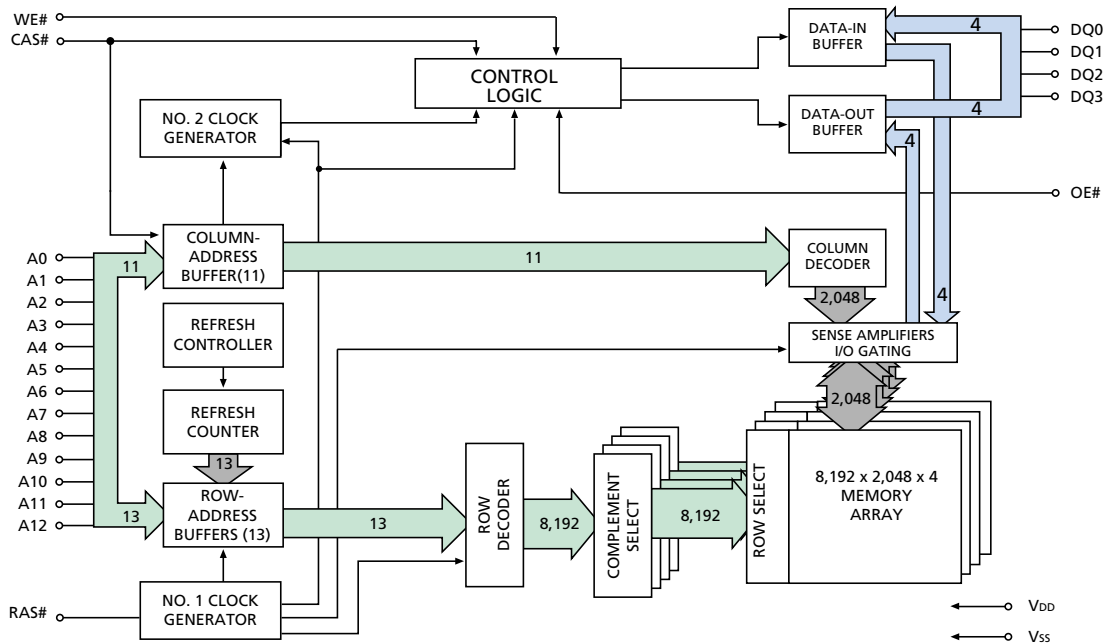 WE#
CAS#
CONTROL
LOGIC
DATA-IN
BUFFER
4
DQ0
DQ1
DQ2
DQ3
NO. 2 CLOCK
GENERATOR
DATA-OUT
BUFFER
4
4
OE#
A0
A1
A2
A3
A4
A5
A6
A7
A8
A9
A10
A11
A12
11
COLUMN-
ADDRESS
BUFFER(11)
11
COLUMN
DECODER
2,048
4
REFRESH
CONTROLLER
SENSE AMPLIFIERS
I/O GATING
REFRESH
COUNTER
2,048
13
13
ROW-
ADDRESS
BUFFERS (13)
13
ROW
DECODER
8,192
COMPLEMENT
SELECT
8,192
ROW SELECT
8,192 x 2,048 x 4
MEMORY
ARRAY
RAS#
NO. 1 CLOCK
GENERATOR
VDD
VSS